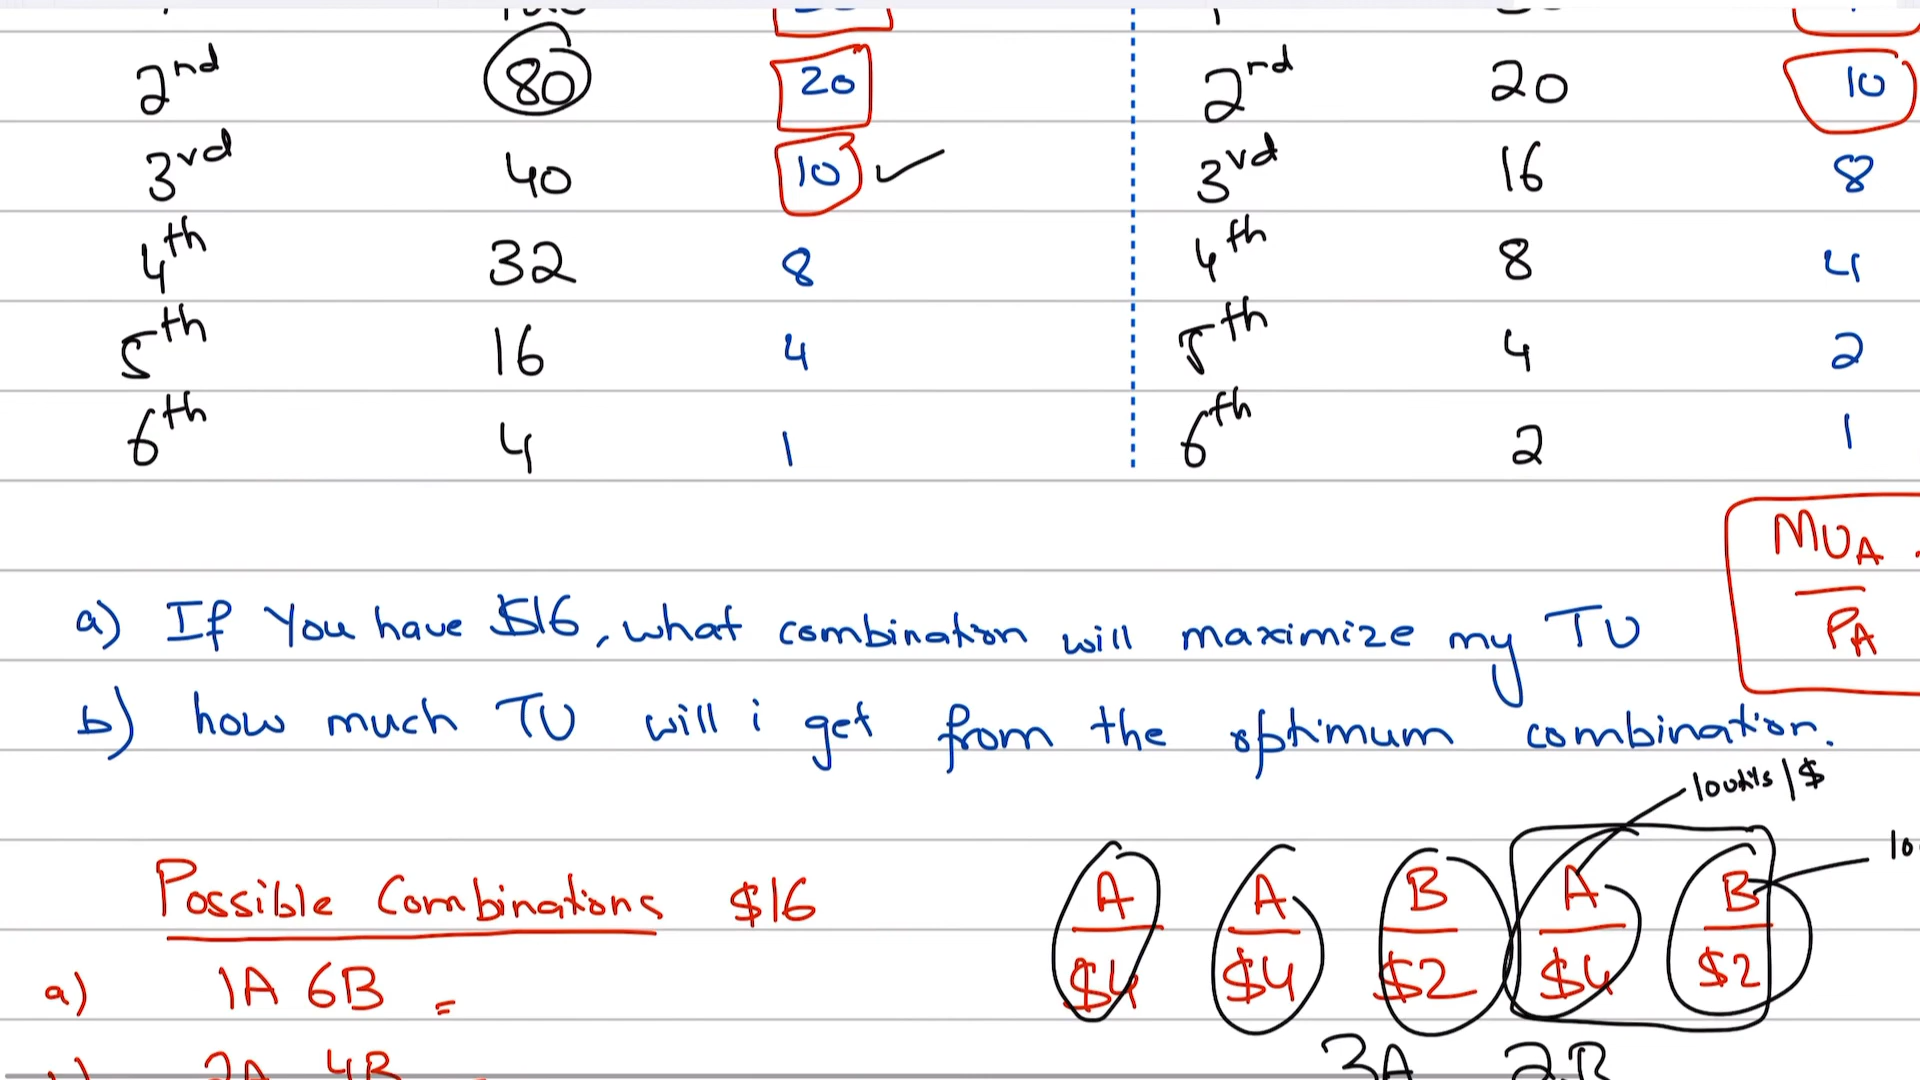 2nd 80 20 2nd 20 10
3rd 40 10 ✓ 3rd 16 8
4th 32 8 4th 8 4
5th 16 4 5th 4 2
6th 4 1 6th 2 1
MUA
PA
a) If You have $16, what combination will maximize my TU
b) how much TU will i get from the optimum combination.
10utils/$
10
Possible Combinations $16
A A B A B
$4 $4 $2 $4 $2
a) 1A 6B =
3A 2B
2A 4B